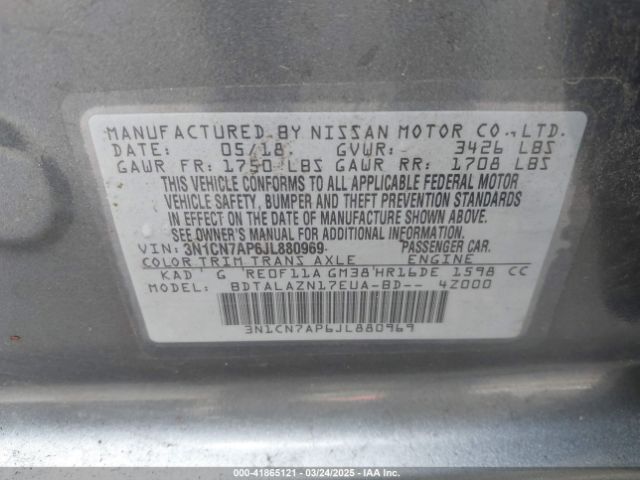 MANUFACTURED BY NISSAN MOTOR CO., LTD.
DATE: 05/18 GVWR: 3426 LBS
GAWR FR: 1750 LBS GAWR RR: 1708 LBS
THIS VEHICLE CONFORMS TO ALL APPLICABLE FEDERAL MOTOR
VEHICLE SAFETY, BUMPER AND THEFT PREVENTION STANDARDS
IN EFFECT ON THE DATE OF MANUFACTURE SHOWN ABOVE.
SEE OWNER'S MANUAL FOR ADDITIONAL INFORMATION.
VIN: 3N1CN7AP6JL880969 PASSENGER CAR.
COLOR TRIM TRANS AXLE ENGINE
KAD G RE0F11A GM38 HR16DE 1598 CC
MODEL: BDTALAZN17EUA-BD-- 4Z000
3N1CN7AP6JL880969
000-41865121 - 03/24/2025 - IAA Inc.